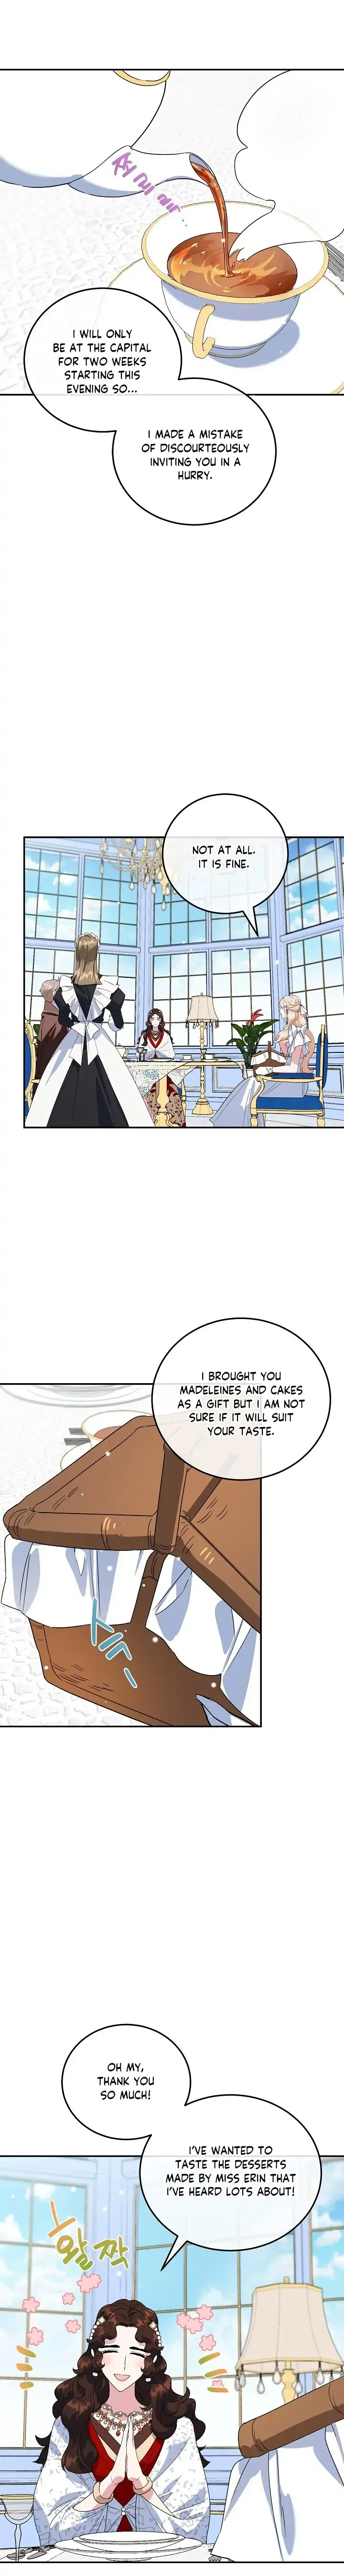 I WILL ONLY
BE AT THE CAPITAL
FOR TWO WEEKS
STARTING THIS
EVENING SO...
I MADE A MISTAKE
OF DISCOURTEOUSLY
INVITING YOU IN A
HURRY.
NOT AT ALL.
IT IS FINE.
I BROUGHT YOU
MADELEINES AND CAKES
AS A GIFT BUT I AM NOT
SURE IF IT WILL SUIT
YOUR TASTE.
OH MY,
THANK YOU
SO MUCH!
I'VE WANTED TO
TASTE THE DESSERTS
MADE BY MISS ERIN THAT
I'VE HEARD LOTS ABOUT!
활짝